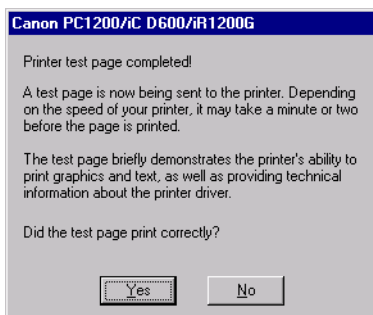 Canon PC1200/iC D600/iR1200G
Printer test page completed!
A test page is now being sent to the printer. Depending
on the speed of your printer, it may take a minute or two
before the page is printed.
The test page briefly demonstrates the printer's ability to
print graphics and text, as well as providing technical
information about the printer driver.
Did the test page print correctly?
Yes No